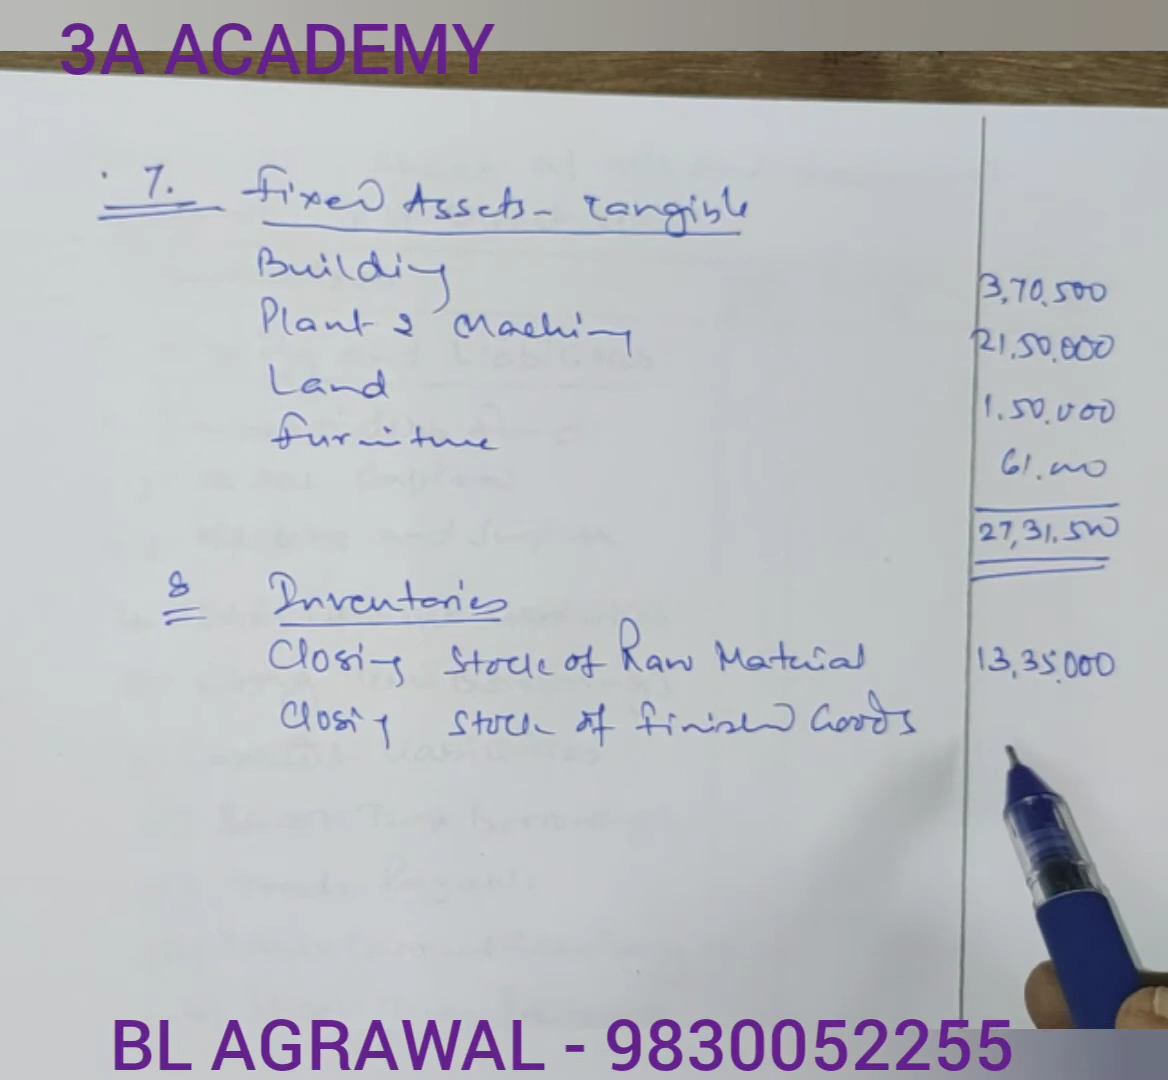 3A ACADEMY
7. Fixed Assets - Tangible
Building 3,70,500
Plant & Machinery 21,50,000
Land 1,50,000
Furniture 61,000
27,31,500
8 Inventories
Closing Stock of Raw Material 13,35,000
Closing Stock of Finished Goods
BL AGRAWAL - 9830052255